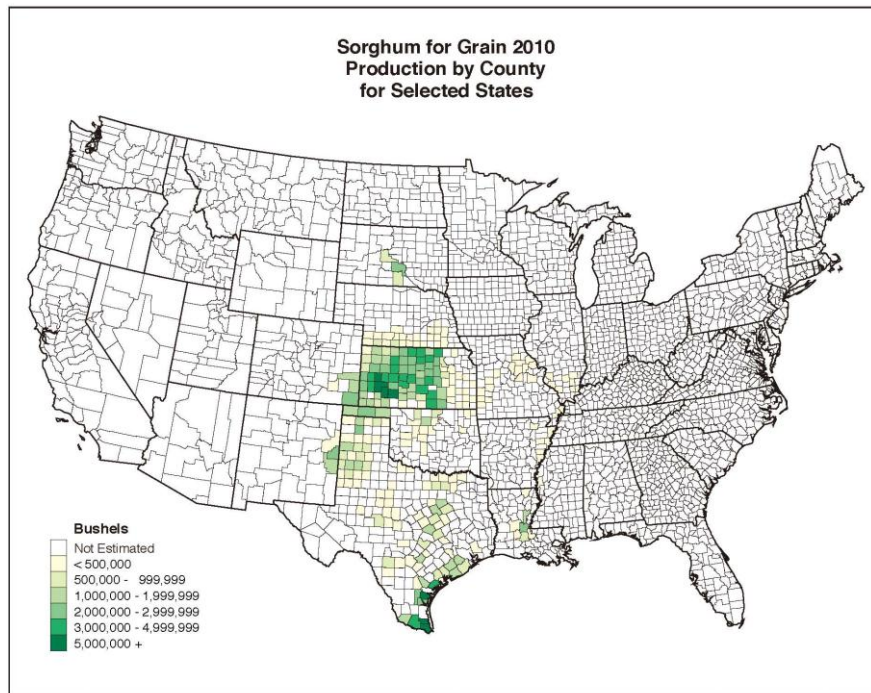 Sorghum for Grain 2010
Production by County
for Selected States
Bushels
Not Estimated
< 500,000
500,000 - 999,999
1,000,000 - 1,999,999
2,000,000 - 2,999,999
3,000,000 - 4,999,999
5,000,000 +